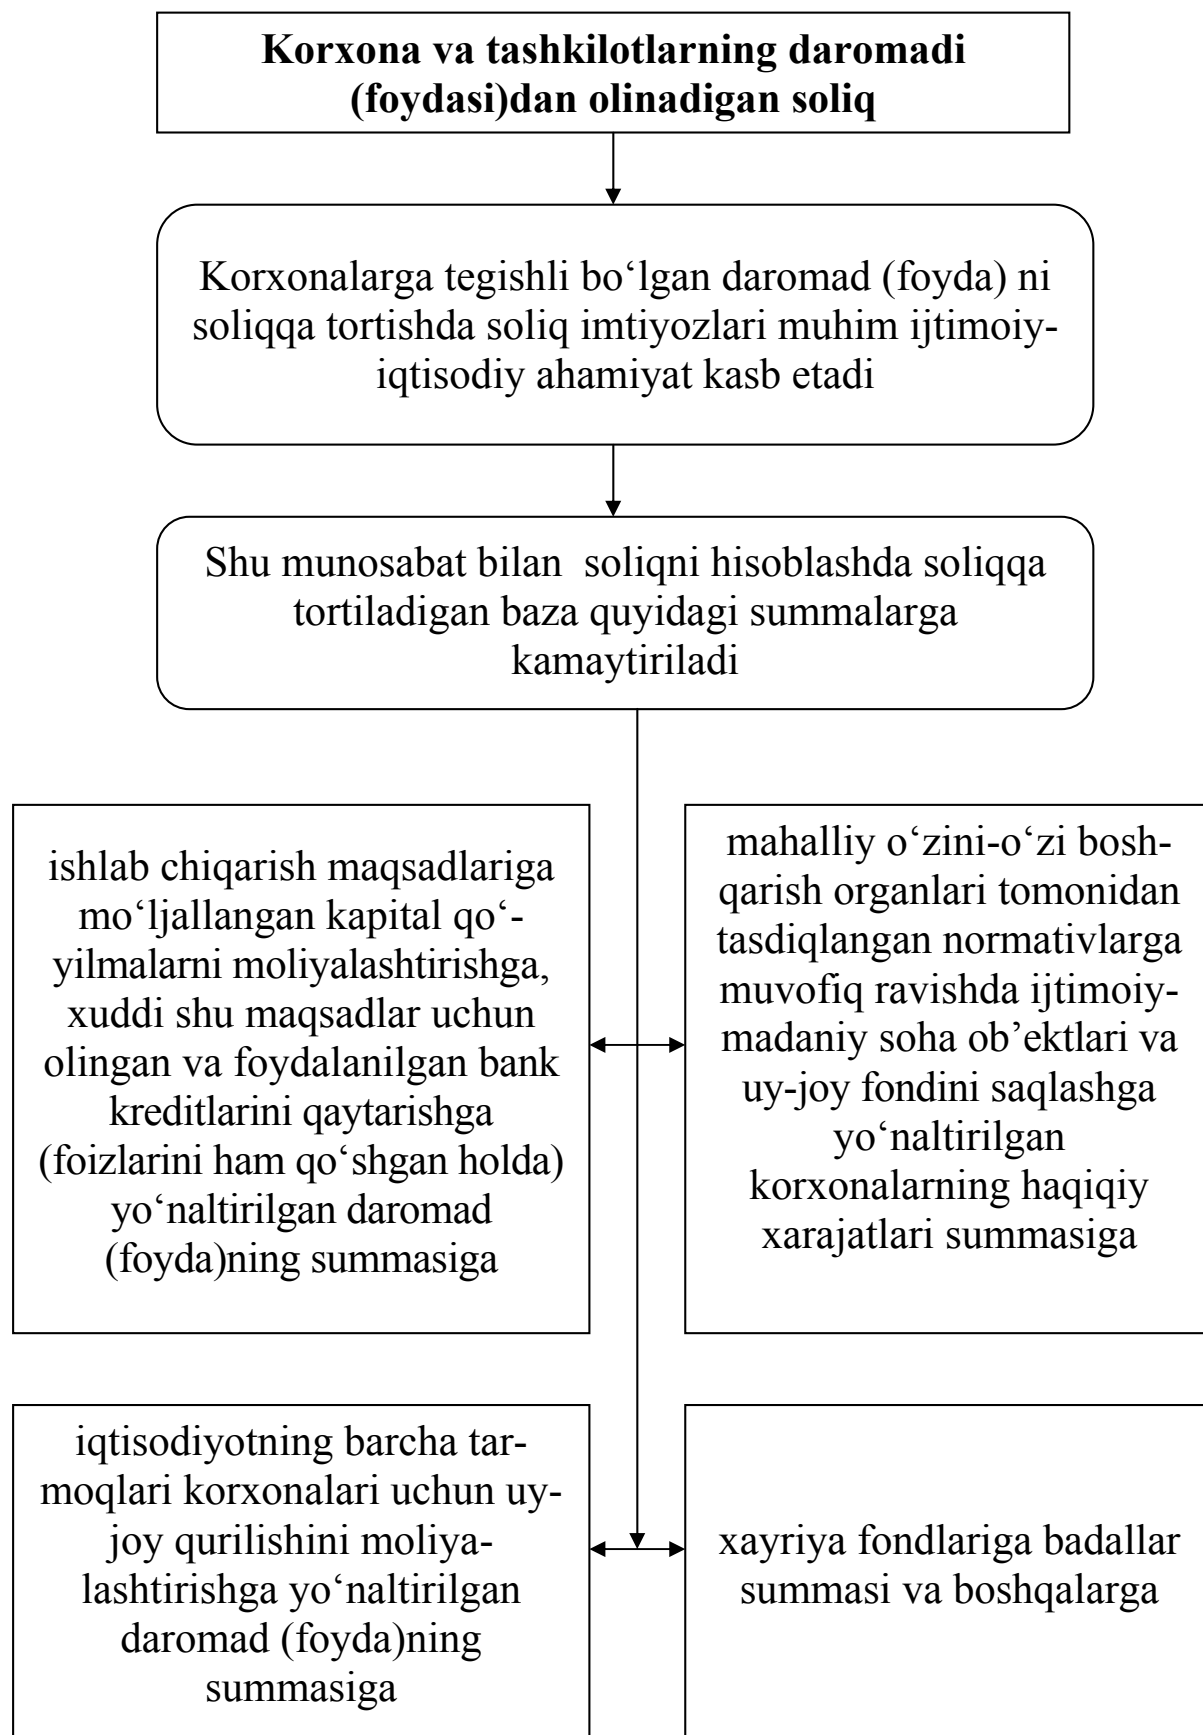 Korxona va tashkilotlarning daromadi
(foydasi)dan olinadigan soliq
Korxonalarga tegishli bo‘lgan daromad (foyda) ni
soliqqa tortishda soliq imtiyozlari muhim ijtimoiy-
iqtisodiy ahamiyat kasb etadi
Shu munosabat bilan  soliqni hisoblashda soliqqa
tortiladigan baza quyidagi summalarga
kamaytiriladi
ishlab chiqarish maqsadlariga
mo‘ljallangan kapital qo‘-
yilmalarni moliyalashtirishga,
xuddi shu maqsadlar uchun
olingan va foydalanilgan bank
kreditlarini qaytarishga
(foizlarini ham qo‘shgan holda)
yo‘naltirilgan daromad
(foyda)ning summasiga
mahalliy o‘zini-o‘zi bosh-
qarish organlari tomonidan
tasdiqlangan normativlarga
muvofiq ravishda ijtimoiy-
madaniy soha ob’ektlari va
uy-joy fondini saqlashga
yo‘naltirilgan
korxonalarning haqiqiy
xarajatlari summasiga
iqtisodiyotning barcha tar-
moqlari korxonalari uchun uy-
joy qurilishini moliya-
lashtirishga yo‘naltirilgan
daromad (foyda)ning
summasiga
xayriya fondlariga badallar
summasi va boshqalarga